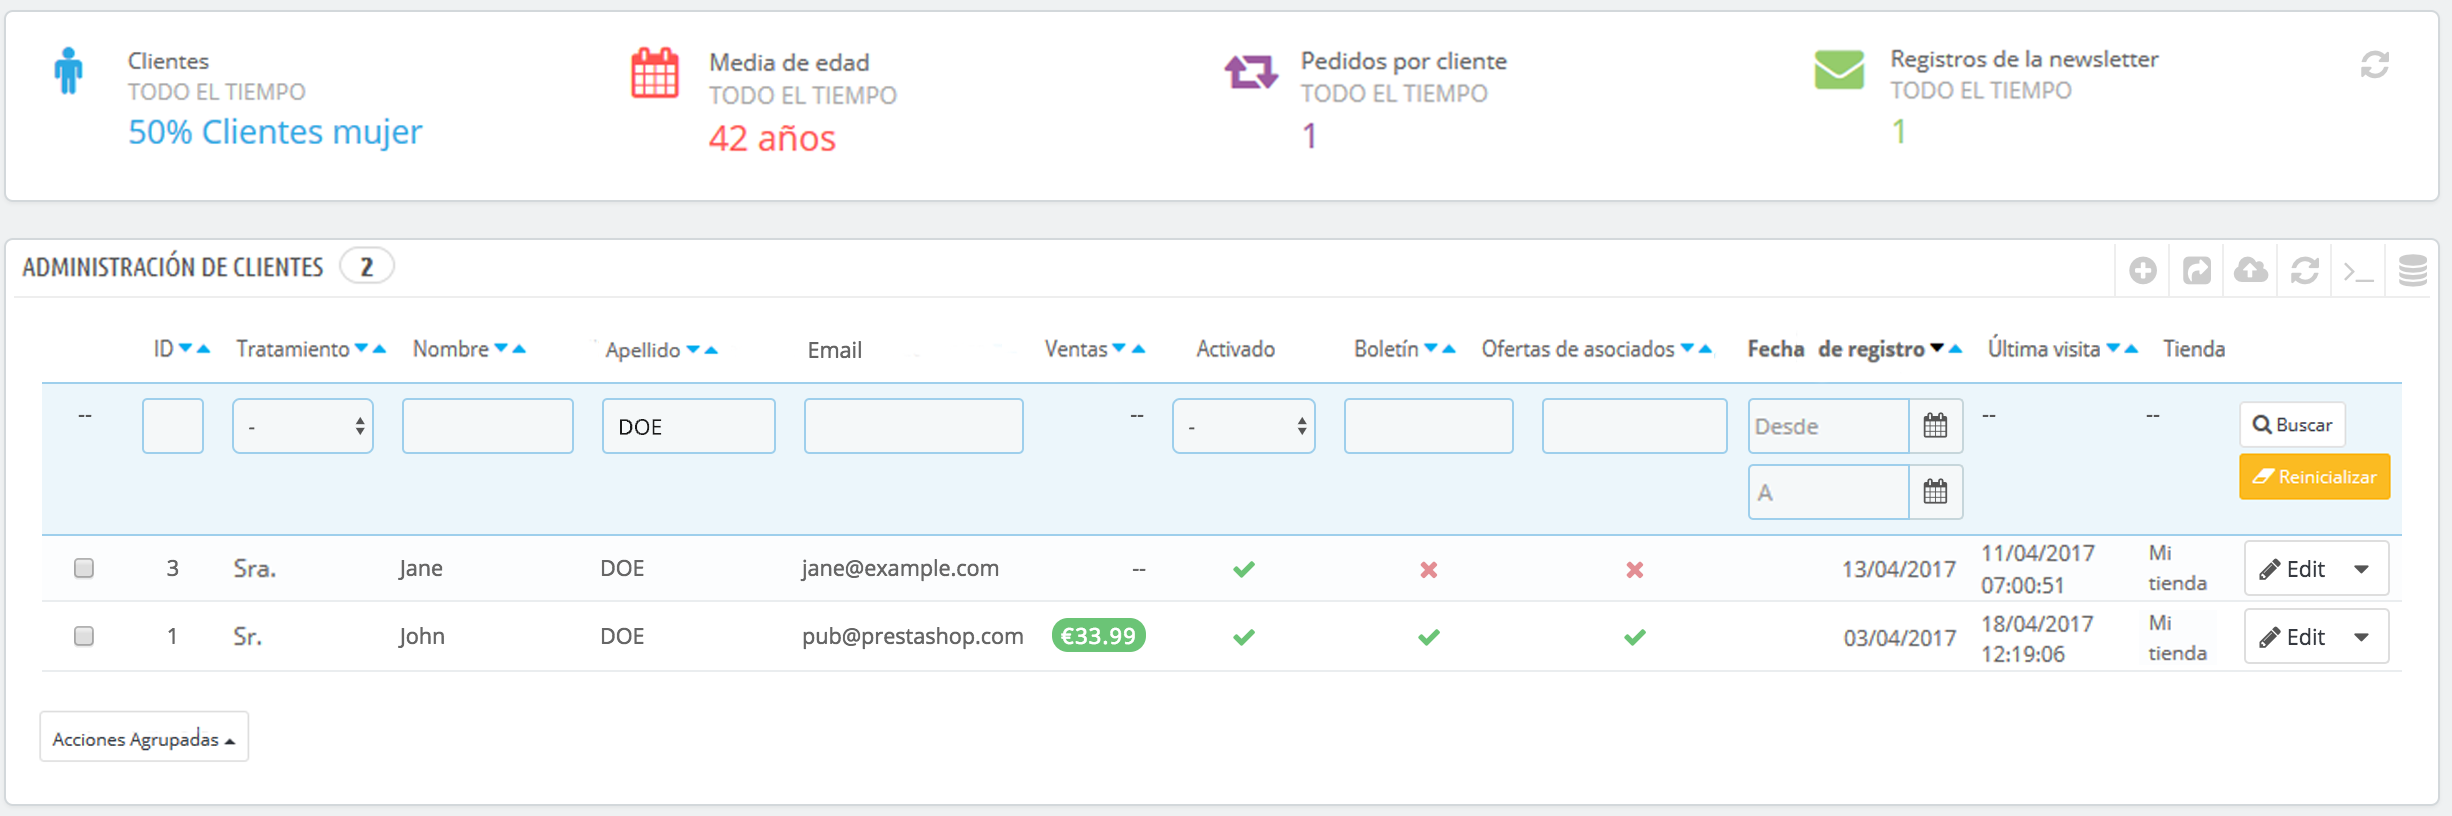 Clientes
TODO EL TIEMPO
50% Clientes mujer
Media de edad
TODO EL TIEMPO
42 años
Pedidos por cliente
TODO EL TIEMPO
1
Registros de la newsletter
TODO EL TIEMPO
1
ADMINISTRACIÓN DE CLIENTES 2
ID Tratamiento Nombre Apellido Email Ventas Activado Boletín Ofertas de asociados Fecha de registro Última visita Tienda
-- - DOE -- - Desde -- -- Buscar
A Reinicializar
3 Sra. Jane DOE jane@example.com -- 13/04/2017 11/04/2017 07:00:51 Mi tienda Edit
1 Sr. John DOE pub@prestashop.com €33.99 03/04/2017 18/04/2017 12:19:06 Mi tienda Edit
Acciones Agrupadas